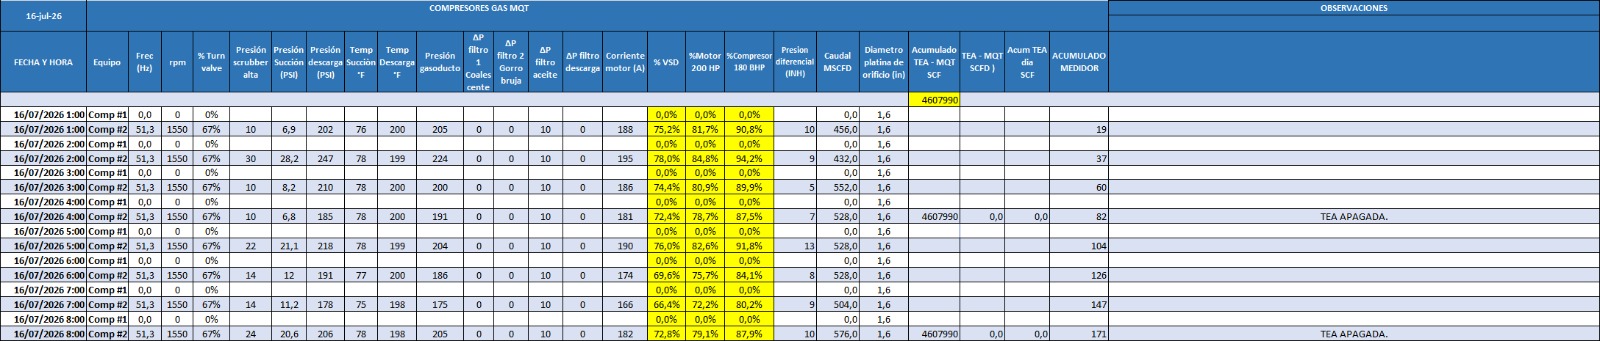 16-jul-26 COMPRESORES GAS MQT OBSERVACIONES
FECHA Y HORA Equipo Frec (Hz) rpm % Turn valve Presión scrubber alta Presión Succión (PSI) Presión descarga (PSI) Temp Succión °F Temp Descarga °F Presión gasoducto ΔP filtro 1 Coales cente ΔP filtro 2 Gorro bruja ΔP filtro aceite ΔP filtro descarga Corriente motor (A) % VSD %Motor 200 HP %Compresor 180 BHP Presion diferencial (INH) Caudal MSCFD Diametro platina de orificio (in) Acumulado TEA - MQT SCF TEA - MQT SCFD ) Acum TEA dia SCF ACUMULADO MEDIDOR
4607990
16/07/2026 1:00 Comp #1 0,0 0 0% 0,0% 0,0% 0,0% 0,0 1,6
16/07/2026 1:00 Comp #2 51,3 1550 67% 10 6,9 202 76 200 205 0 0 10 0 188 75,2% 81,7% 90,8% 10 456,0 1,6 19
16/07/2026 2:00 Comp #1 0,0 0 0% 0,0% 0,0% 0,0% 0,0 1,6
16/07/2026 2:00 Comp #2 51,3 1550 67% 30 28,2 247 78 199 224 0 0 10 0 195 78,0% 84,8% 94,2% 9 432,0 1,6 37
16/07/2026 3:00 Comp #1 0,0 0 0% 0,0% 0,0% 0,0% 0,0 1,6
16/07/2026 3:00 Comp #2 51,3 1550 67% 10 8,2 210 78 200 200 0 0 10 0 186 74,4% 80,9% 89,9% 5 552,0 1,6 60
16/07/2026 4:00 Comp #1 0,0 0 0% 0,0% 0,0% 0,0% 0,0 1,6
16/07/2026 4:00 Comp #2 51,3 1550 67% 10 6,8 185 78 200 191 0 0 10 0 181 72,4% 78,7% 87,5% 7 528,0 1,6 4607990 0,0 0,0 82 TEA APAGADA.
16/07/2026 5:00 Comp #1 0,0 0 0% 0,0% 0,0% 0,0% 0,0 1,6
16/07/2026 5:00 Comp #2 51,3 1550 67% 22 21,1 218 78 199 204 0 0 10 0 190 76,0% 82,6% 91,8% 13 528,0 1,6 104
16/07/2026 6:00 Comp #1 0,0 0 0% 0,0% 0,0% 0,0% 0,0 1,6
16/07/2026 6:00 Comp #2 51,3 1550 67% 14 12 191 77 200 186 0 0 10 0 174 69,6% 75,7% 84,1% 8 528,0 1,6 126
16/07/2026 7:00 Comp #1 0,0 0 0% 0,0% 0,0% 0,0% 0,0 1,6
16/07/2026 7:00 Comp #2 51,3 1550 67% 14 11,2 178 75 198 175 0 0 10 0 166 66,4% 72,2% 80,2% 9 504,0 1,6 147
16/07/2026 8:00 Comp #1 0,0 0 0% 0,0% 0,0% 0,0% 0,0 1,6
16/07/2026 8:00 Comp #2 51,3 1550 67% 24 20,6 206 78 198 205 0 0 10 0 182 72,8% 79,1% 87,9% 10 576,0 1,6 4607990 0,0 0,0 171 TEA APAGADA.